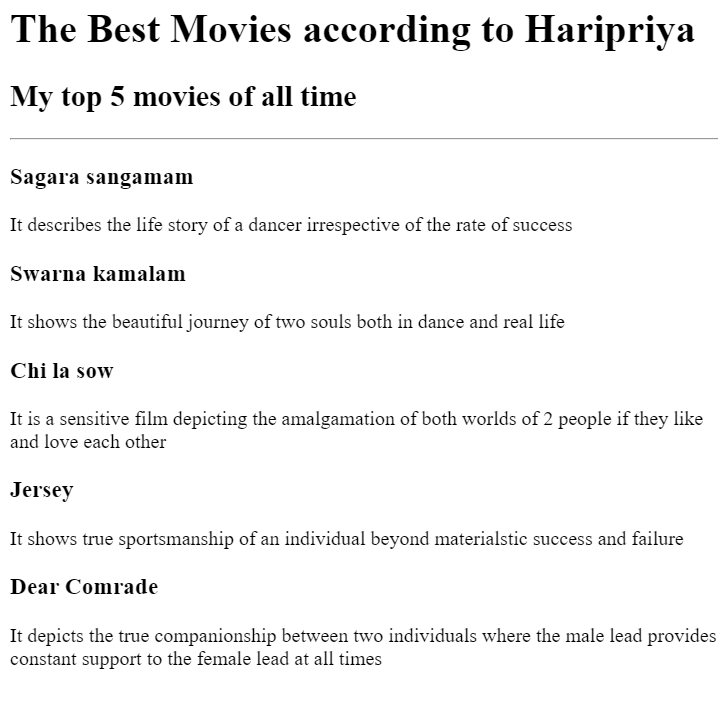 The Best Movies according to Haripriya
My top 5 movies of all time
Sagara sangamam
It describes the life story of a dancer irrespective of the rate of success
Swarna kamalam
It shows the beautiful journey of two souls both in dance and real life
Chi la sow
It is a sensitive film depicting the amalgamation of both worlds of 2 people if they like
and love each other
Jersey
It shows true sportsmanship of an individual beyond materialstic success and failure
Dear Comrade
It depicts the true companionship between two individuals where the male lead provides
constant support to the female lead at all times